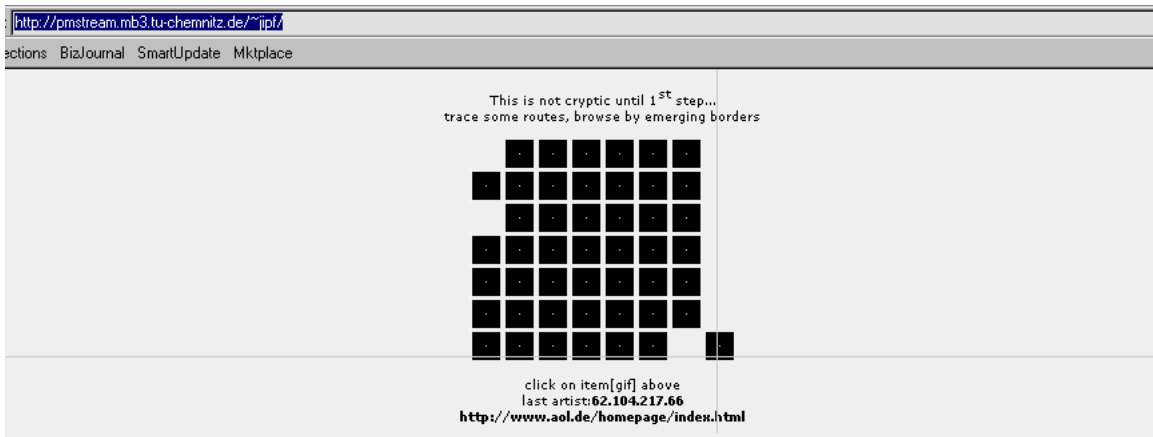 : http://pmstream.mb3.tu-chemnitz.de/~jipf/
ections BizJournal SmartUpdate Mktplace
This is not cryptic until 1st step...
trace some routes, browse by emerging borders
click on item[gif] above
last artist:62.104.217.66
http://www.aol.de/homepage/index.html